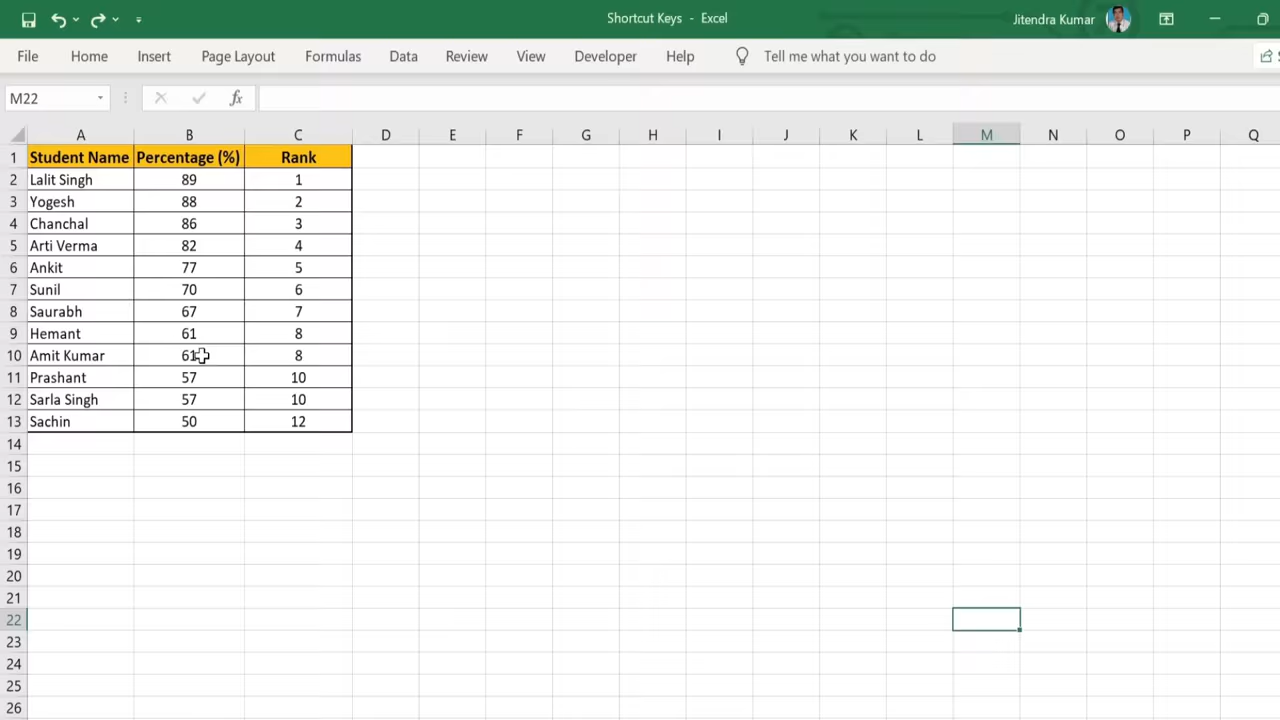 Shortcut Keys - Excel
Jitendra Kumar
File Home Insert Page Layout Formulas Data Developer Review View Help Tell me what you want to do
M22 fx
A B C D E F G H I J K L M N O P Q
1 Student Name Percentage (%) Rank
2 Lalit Singh 89 1
3 Yogesh 88 2
4 Chanchal 86 3
5 Arti Verma 82 4
6 Ankit 77 5
7 Sunil 70 6
8 Saurabh 67 7
9 Hemant 61 8
10 Amit Kumar 61 8
11 Prashant 57 10
12 Sarla Singh 57 10
13 Sachin 50 12
14
15
16
17
18
19
20
21
22
23
24
25
26